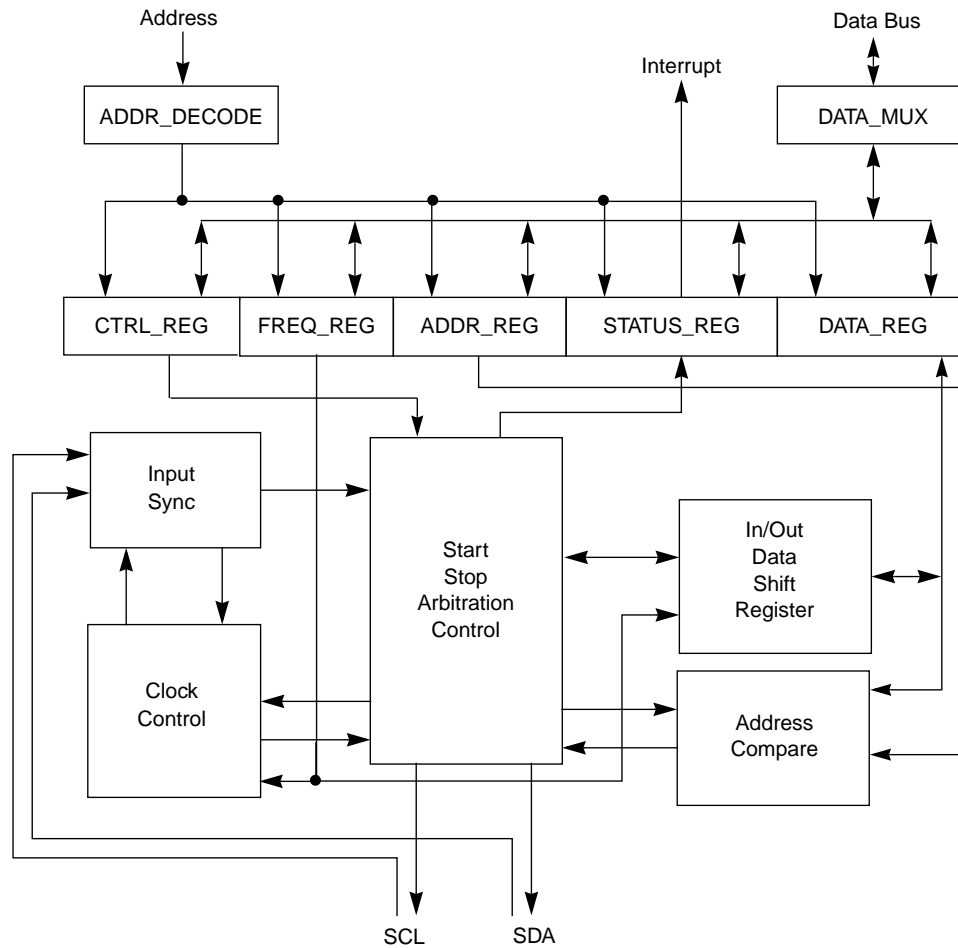 Address
Data Bus
Interrupt
ADDR_DECODE
DATA_MUX
CTRL_REG
FREQ_REG
ADDR_REG
STATUS_REG
DATA_REG
Input
Sync
Start
Stop
Arbitration
Control
In/Out
Data
Shift
Register
Clock
Control
Address
Compare
SCL
SDA